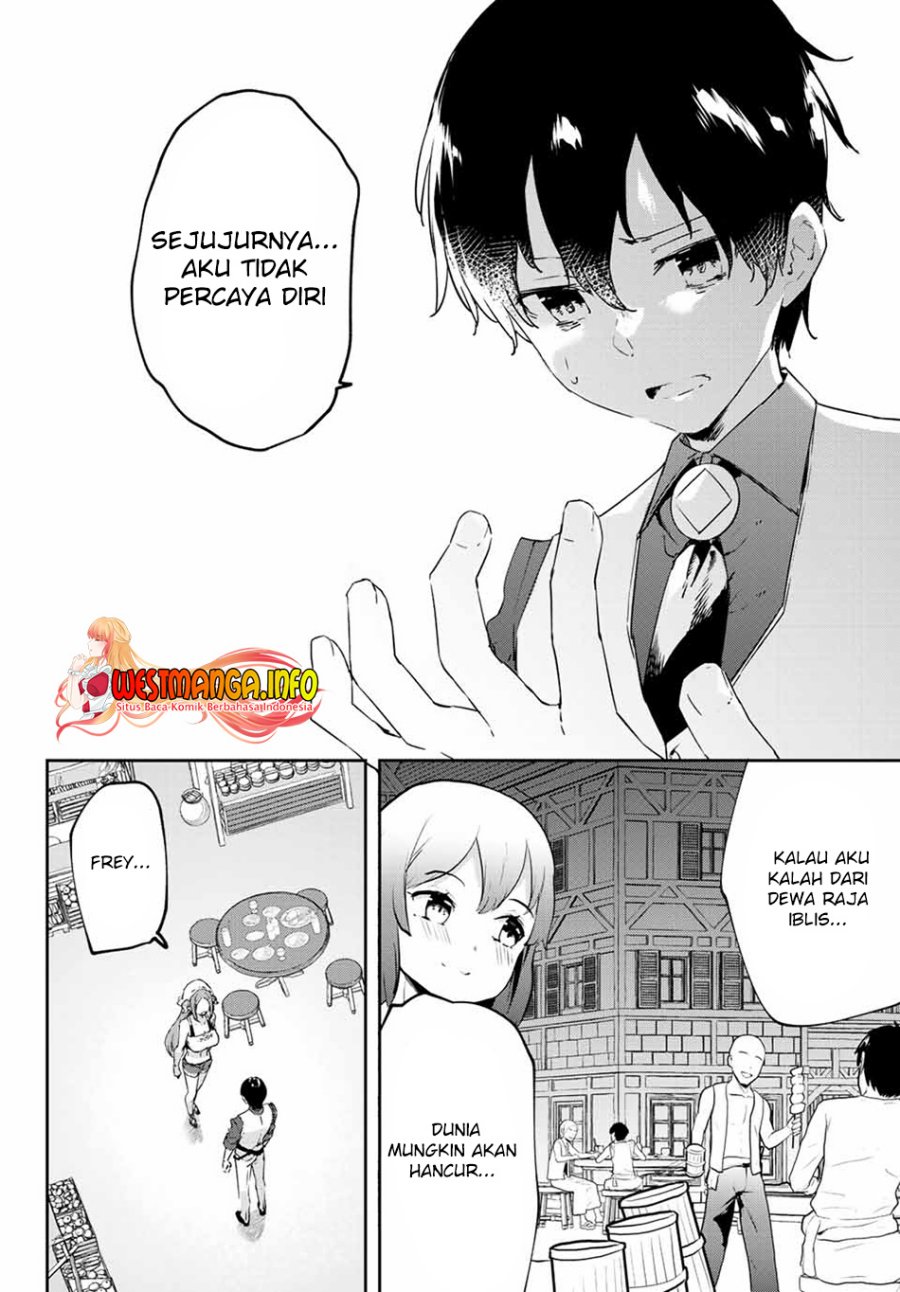 SEJUJURNYA...
AKU TIDAK
PERCAYA DIRI
WESTMANGA.INFO
Situs Baca Komik Berbahasa Indonesia
KALAU AKU
KALAH DARI
DEWA RAJA
IBLIS...
DUNIA
MUNGKIN AKAN
HANCUR...
FREY...